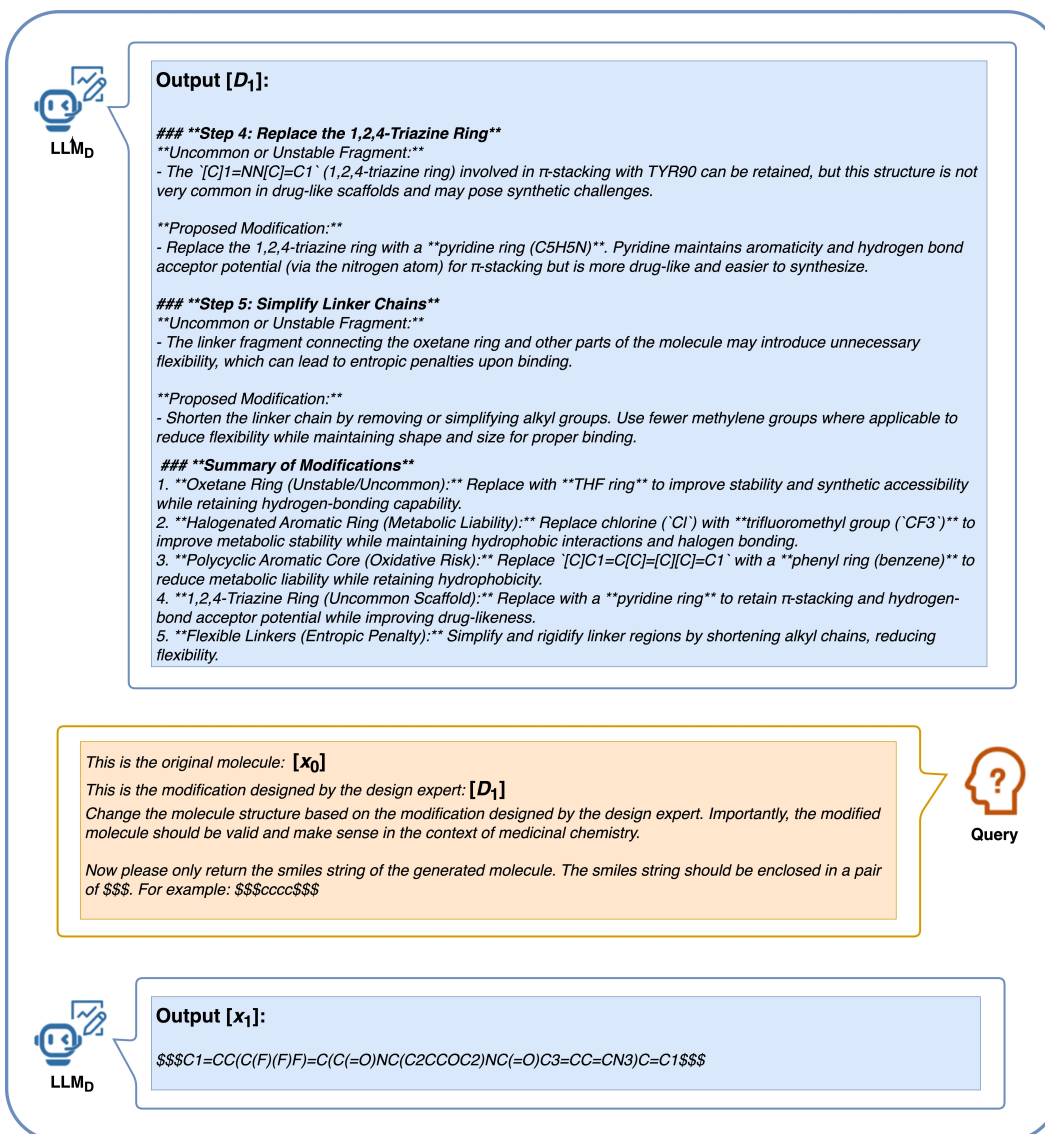 Output [D1]:
### **Step 4: Replace the 1,2,4-Triazine Ring**
**Uncommon or Unstable Fragment:**
- The `[C]1=NN[C]=C1` (1,2,4-triazine ring) involved in π-stacking with TYR90 can be retained, but this structure is not
very common in drug-like scaffolds and may pose synthetic challenges.
**Proposed Modification:**
- Replace the 1,2,4-triazine ring with a **pyridine ring (C5H5N)**. Pyridine maintains aromaticity and hydrogen bond
acceptor potential (via the nitrogen atom) for π-stacking but is more drug-like and easier to synthesize.
### **Step 5: Simplify Linker Chains**
**Uncommon or Unstable Fragment:**
- The linker fragment connecting the oxetane ring and other parts of the molecule may introduce unnecessary
flexibility, which can lead to entropic penalties upon binding.
**Proposed Modification:**
- Shorten the linker chain by removing or simplifying alkyl groups. Use fewer methylene groups where applicable to
reduce flexibility while maintaining shape and size for proper binding.
### **Summary of Modifications**
1. **Oxetane Ring (Unstable/Uncommon):** Replace with **THF ring** to improve stability and synthetic accessibility
while retaining hydrogen-bonding capability.
2. **Halogenated Aromatic Ring (Metabolic Liability):** Replace chlorine (`Cl`) with **trifluoromethyl group (`CF3`)** to
improve metabolic stability while maintaining hydrophobic interactions and halogen bonding.
3. **Polycyclic Aromatic Core (Oxidative Risk):** Replace `[C]C1=C[C]=[C][C]=C1` with a **phenyl ring (benzene)** to
reduce metabolic liability while retaining hydrophobicity.
4. **1,2,4-Triazine Ring (Uncommon Scaffold):** Replace with a **pyridine ring** to retain π-stacking and hydrogen-
bond acceptor potential while improving drug-likeness.
5. **Flexible Linkers (Entropic Penalty):** Simplify and rigidify linker regions by shortening alkyl chains, reducing
flexibility.
LLMD
This is the original molecule: [x0]
This is the modification designed by the design expert: [D1]
Change the molecule structure based on the modification designed by the design expert. Importantly, the modified
molecule should be valid and make sense in the context of medicinal chemistry.
Now please only return the smiles string of the generated molecule. The smiles string should be enclosed in a pair
of $$$. For example: $$$cccc$$$
Query
Output [x1]:
$$$C1=CC(C(F)(F)F)=C(C(=O)NC(C2CCOC2)NC(=O)C3=CC=CN3)C=C1$$$
LLMD